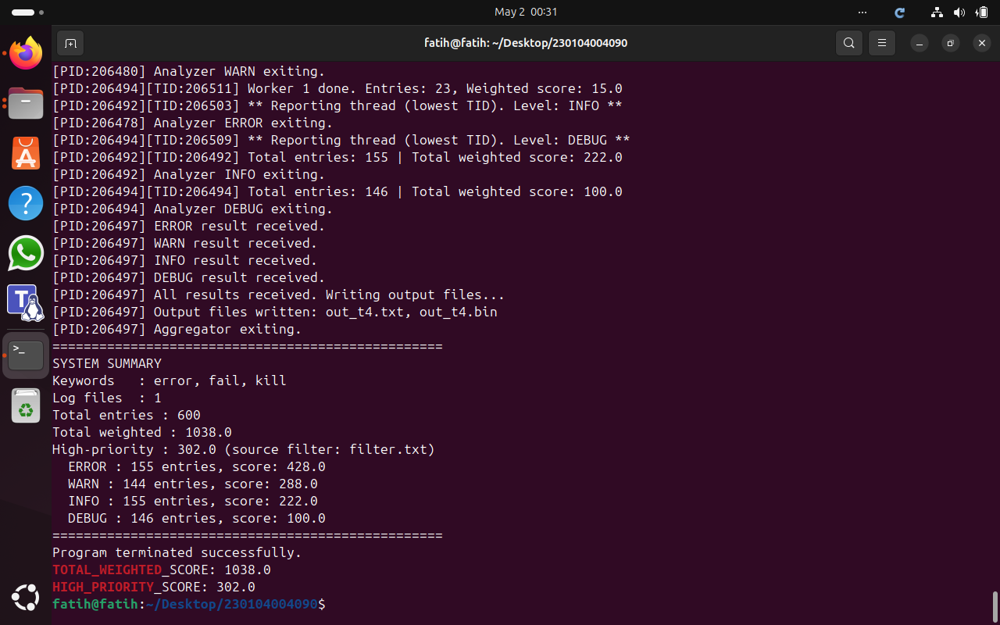 May 2 00:31
fatih@fatih: ~/Desktop/230104004090
[PID:206480] Analyzer WARN exiting.
[PID:206494][TID:206511] Worker 1 done. Entries: 23, Weighted score: 15.0
[PID:206492][TID:206503] ** Reporting thread (lowest TID). Level: INFO **
[PID:206478] Analyzer ERROR exiting.
[PID:206494][TID:206509] ** Reporting thread (lowest TID). Level: DEBUG **
[PID:206492][TID:206492] Total entries: 155 | Total weighted score: 222.0
[PID:206492] Analyzer INFO exiting.
[PID:206494][TID:206494] Total entries: 146 | Total weighted score: 100.0
[PID:206494] Analyzer DEBUG exiting.
[PID:206497] ERROR result received.
[PID:206497] WARN result received.
[PID:206497] INFO result received.
[PID:206497] DEBUG result received.
[PID:206497] All results received. Writing output files...
[PID:206497] Output files written: out_t4.txt, out_t4.bin
[PID:206497] Aggregator exiting.
==================================================
SYSTEM SUMMARY
Keywords   : error, fail, kill
Log files  : 1
Total entries : 600
Total weighted : 1038.0
High-priority : 302.0 (source filter: filter.txt)
  ERROR : 155 entries, score: 428.0
  WARN : 144 entries, score: 288.0
  INFO : 155 entries, score: 222.0
  DEBUG : 146 entries, score: 100.0
==================================================
Program terminated successfully.
TOTAL_WEIGHTED_SCORE: 1038.0
HIGH_PRIORITY_SCORE: 302.0
fatih@fatih:~/Desktop/230104004090$